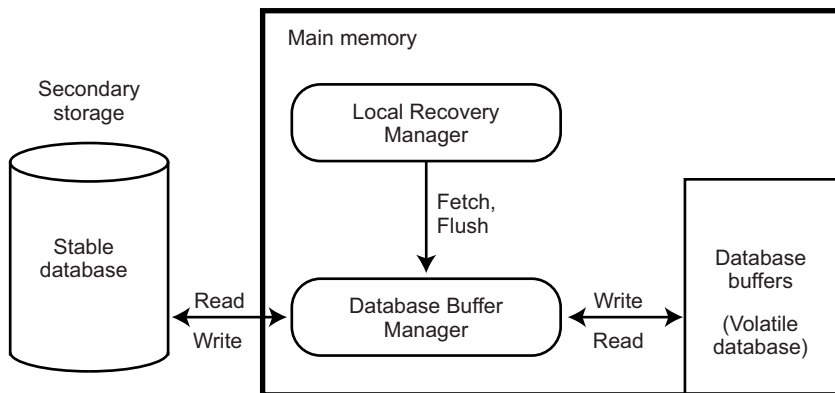 Main memory
Secondary
storage
Local Recovery
Manager
Fetch,
Flush
Stable
database
Database
buffers
(Volatile
database)
Read
Write
Database Buffer
Manager
Write
Read